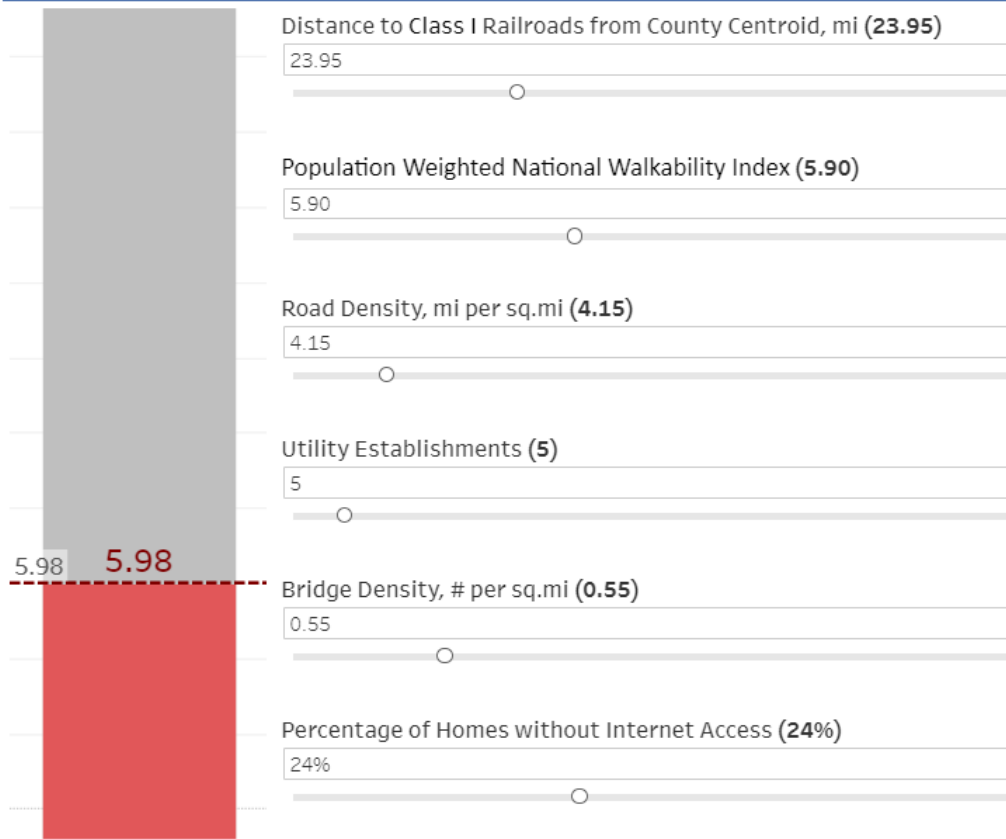 Distance to Class I Railroads from County Centroid, mi (23.95)
23.95
Population Weighted National Walkability Index (5.90)
5.90
Road Density, mi per sq.mi (4.15)
4.15
Utility Establishments (5)
5
5.98 5.98
Bridge Density, # per sq.mi (0.55)
0.55
Percentage of Homes without Internet Access (24%)
24%